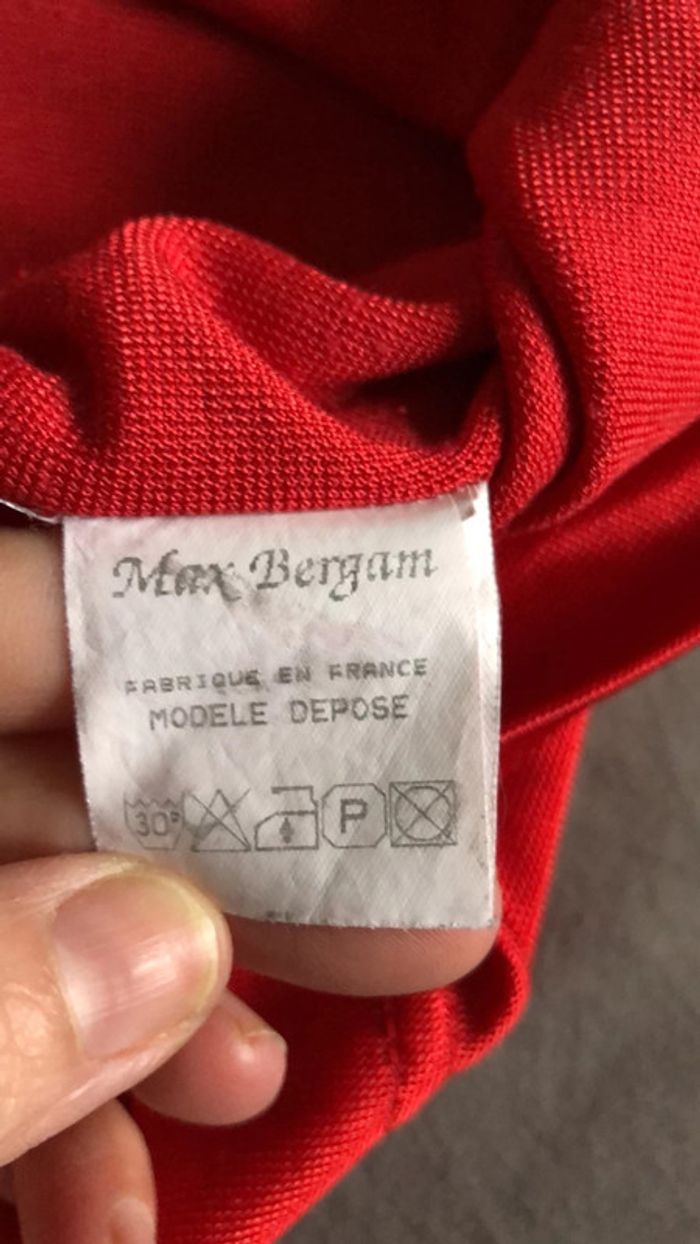 Max Bergam
FABRIQUE EN FRANCE
MODELE DEPOSE
30° P